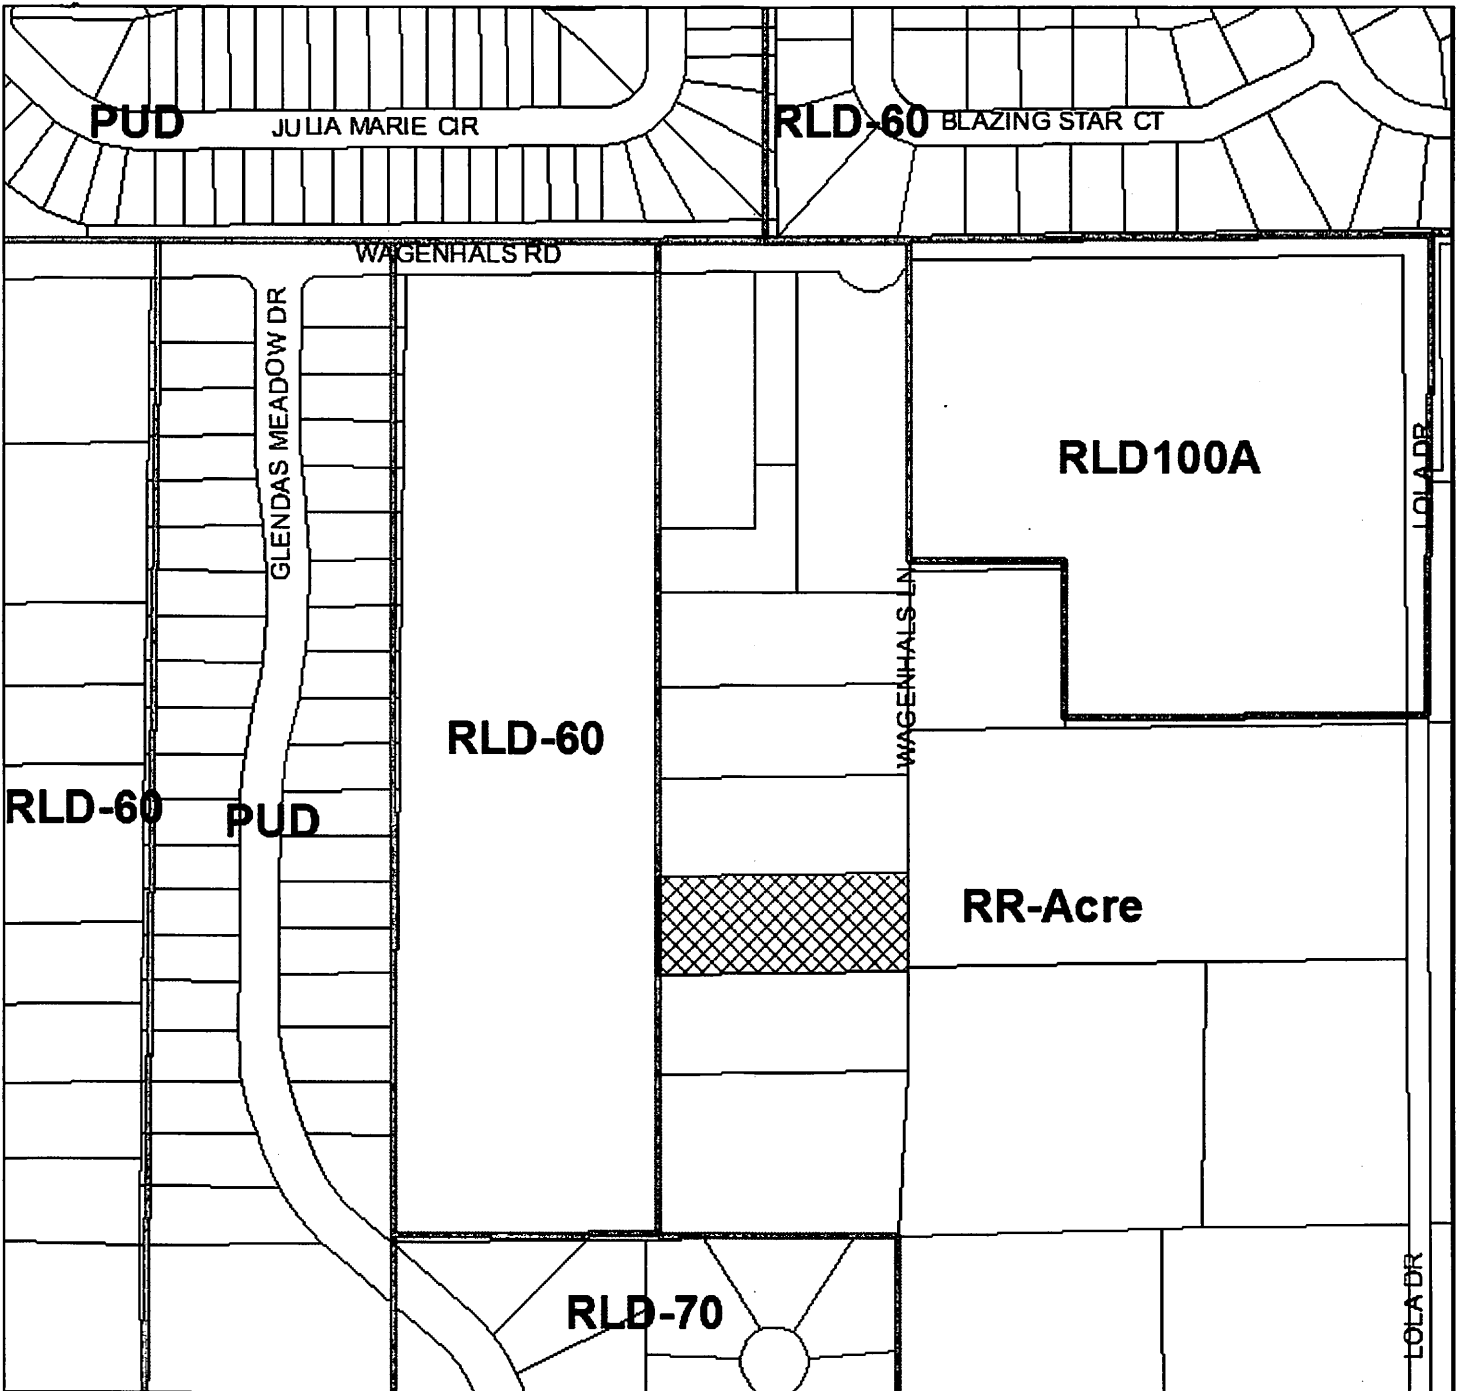 PUD
JULIA MARIE CIR
RLD-60
BLAZING STAR CT
WAGENHALS RD
GLENDAS MEADOW DR
RLD100A
LOLA DR
WAGENHALS LN
RLD-60
RLD-60
PUD
RR-Acre
RLD-70
LOLA DR